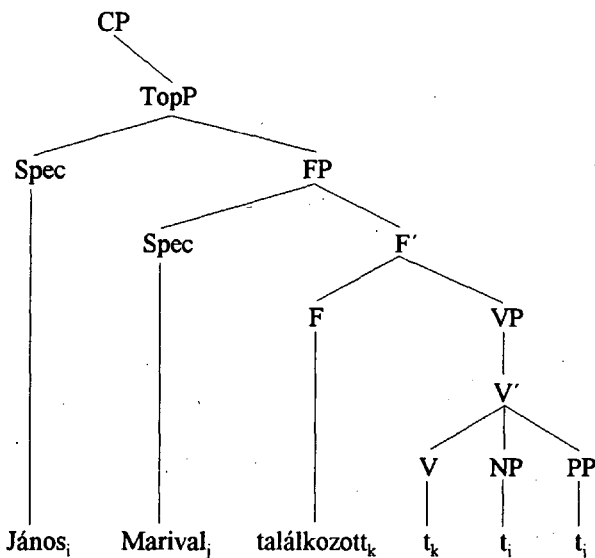 CP
TopP
Spec FP
Spec F´
F VP
V´
V NP PP
Jánosᵢ Marivalⱼ találkozottₖ tₖ tᵢ tⱼ